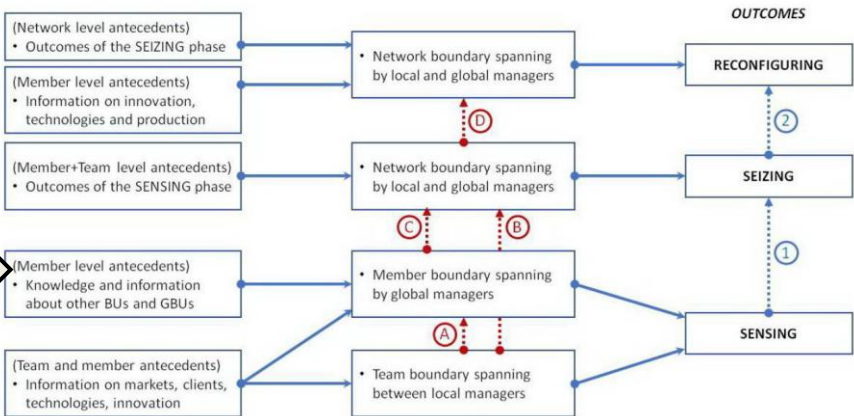 OUTCOMES
(Network level antecedents)
• Outcomes of the SEIZING phase
(Member level antecedents)
• Information on innovation,
technologies and production
• Network boundary spanning
by local and global managers
RECONFIGURING
D
2
(Member+Team level antecedents)
• Outcomes of the SENSING phase
• Network boundary spanning
by local and global managers
SEIZING
C
B
1
(Member level antecedents)
• Knowledge and information
about other BUs and GBUs
• Member boundary spanning
by global managers
SENSING
A
(Team and member antecedents)
• Information on markets, clients,
technologies, innovation
• Team boundary spanning
between local managers